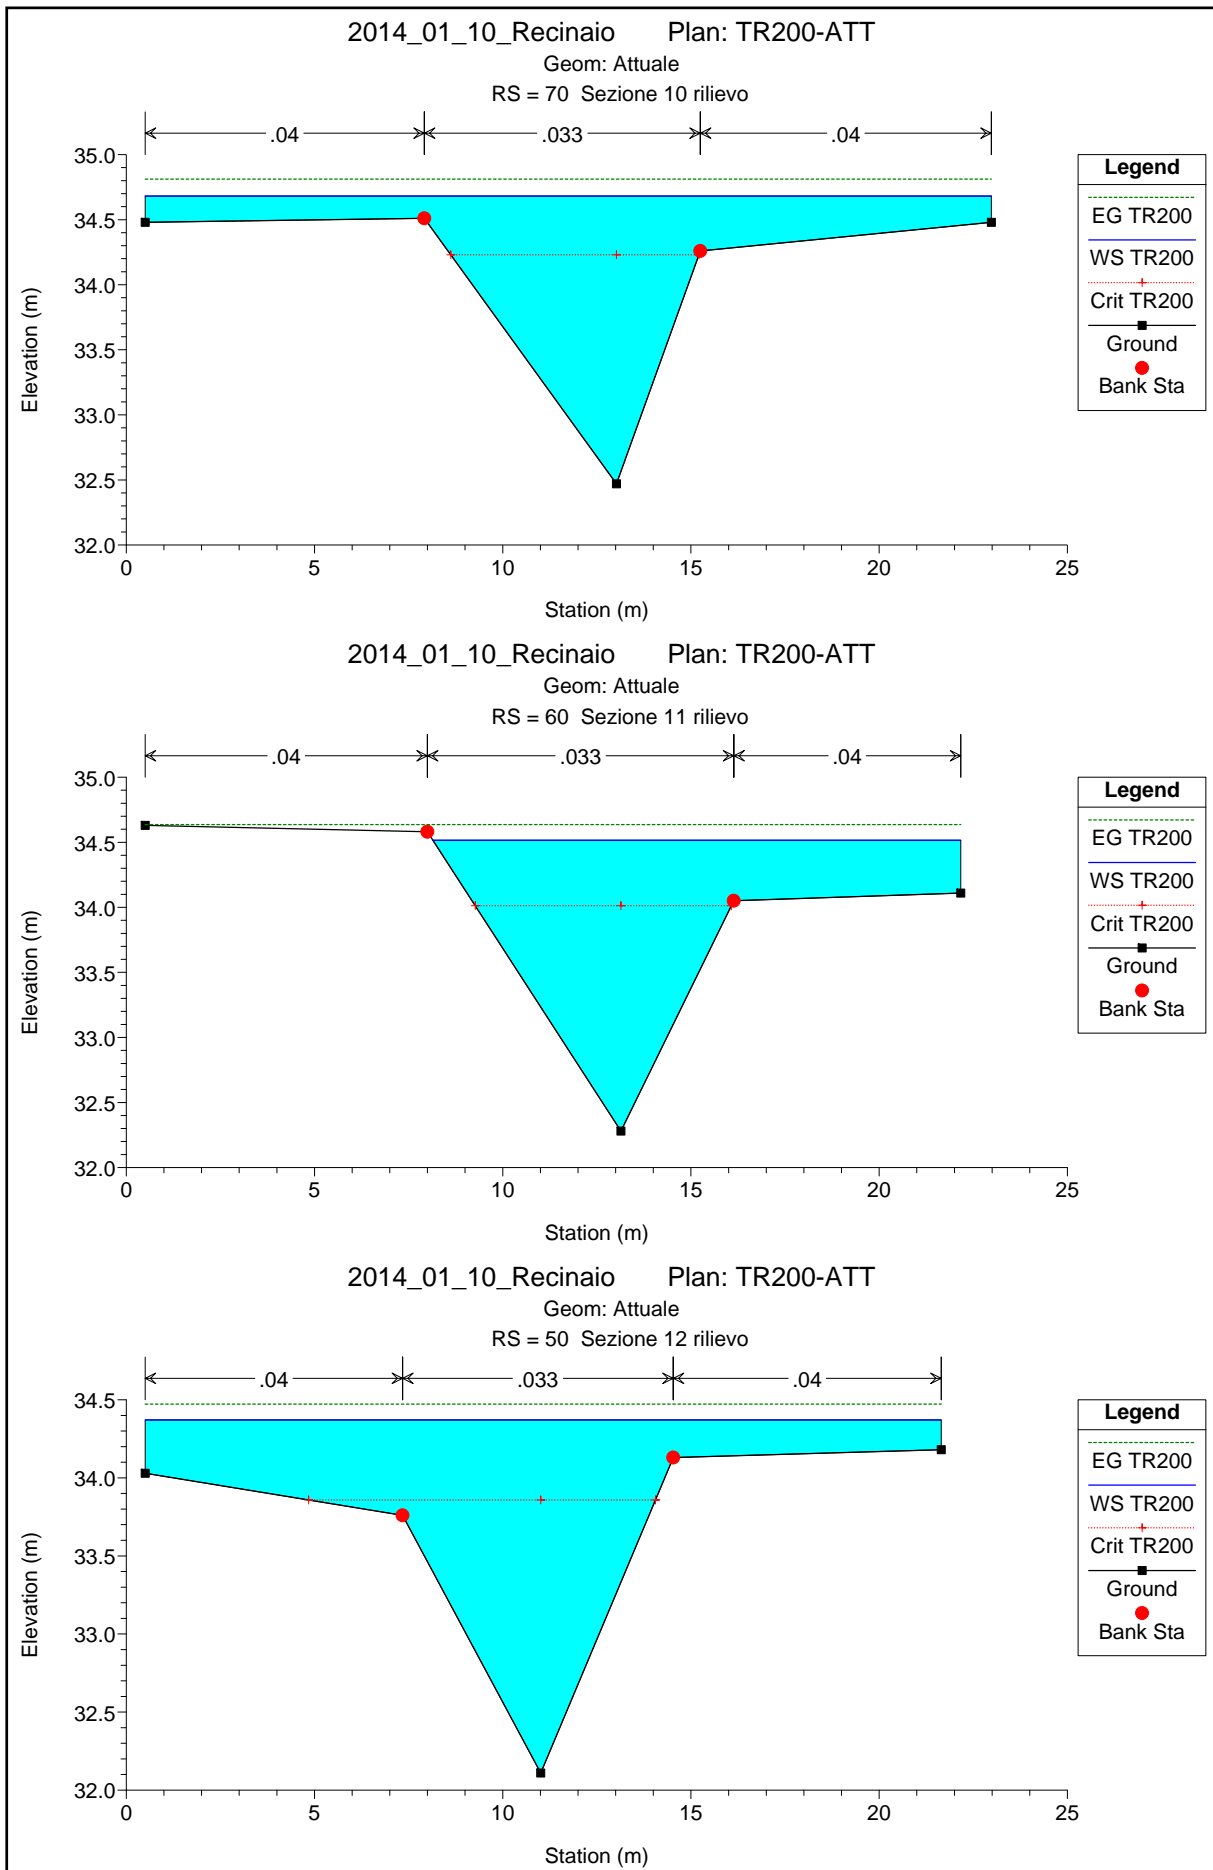 2014_01_10_Recinaio Plan: TR200-ATT
Geom: Attuale
RS = 70 Sezione 10 rilievo
.04 .033 .04
35.0
34.5
34.0
33.5
33.0
32.5
32.0
Elevation (m)
0 5 10 15 20 25
Station (m)
Legend
EG TR200
WS TR200
Crit TR200
Ground
Bank Sta
2014_01_10_Recinaio Plan: TR200-ATT
Geom: Attuale
RS = 60 Sezione 11 rilievo
.04 .033 .04
35.0
34.5
34.0
33.5
33.0
32.5
32.0
Elevation (m)
0 5 10 15 20 25
Station (m)
Legend
EG TR200
WS TR200
Crit TR200
Ground
Bank Sta
2014_01_10_Recinaio Plan: TR200-ATT
Geom: Attuale
RS = 50 Sezione 12 rilievo
.04 .033 .04
34.5
34.0
33.5
33.0
32.5
32.0
Elevation (m)
0 5 10 15 20 25
Station (m)
Legend
EG TR200
WS TR200
Crit TR200
Ground
Bank Sta